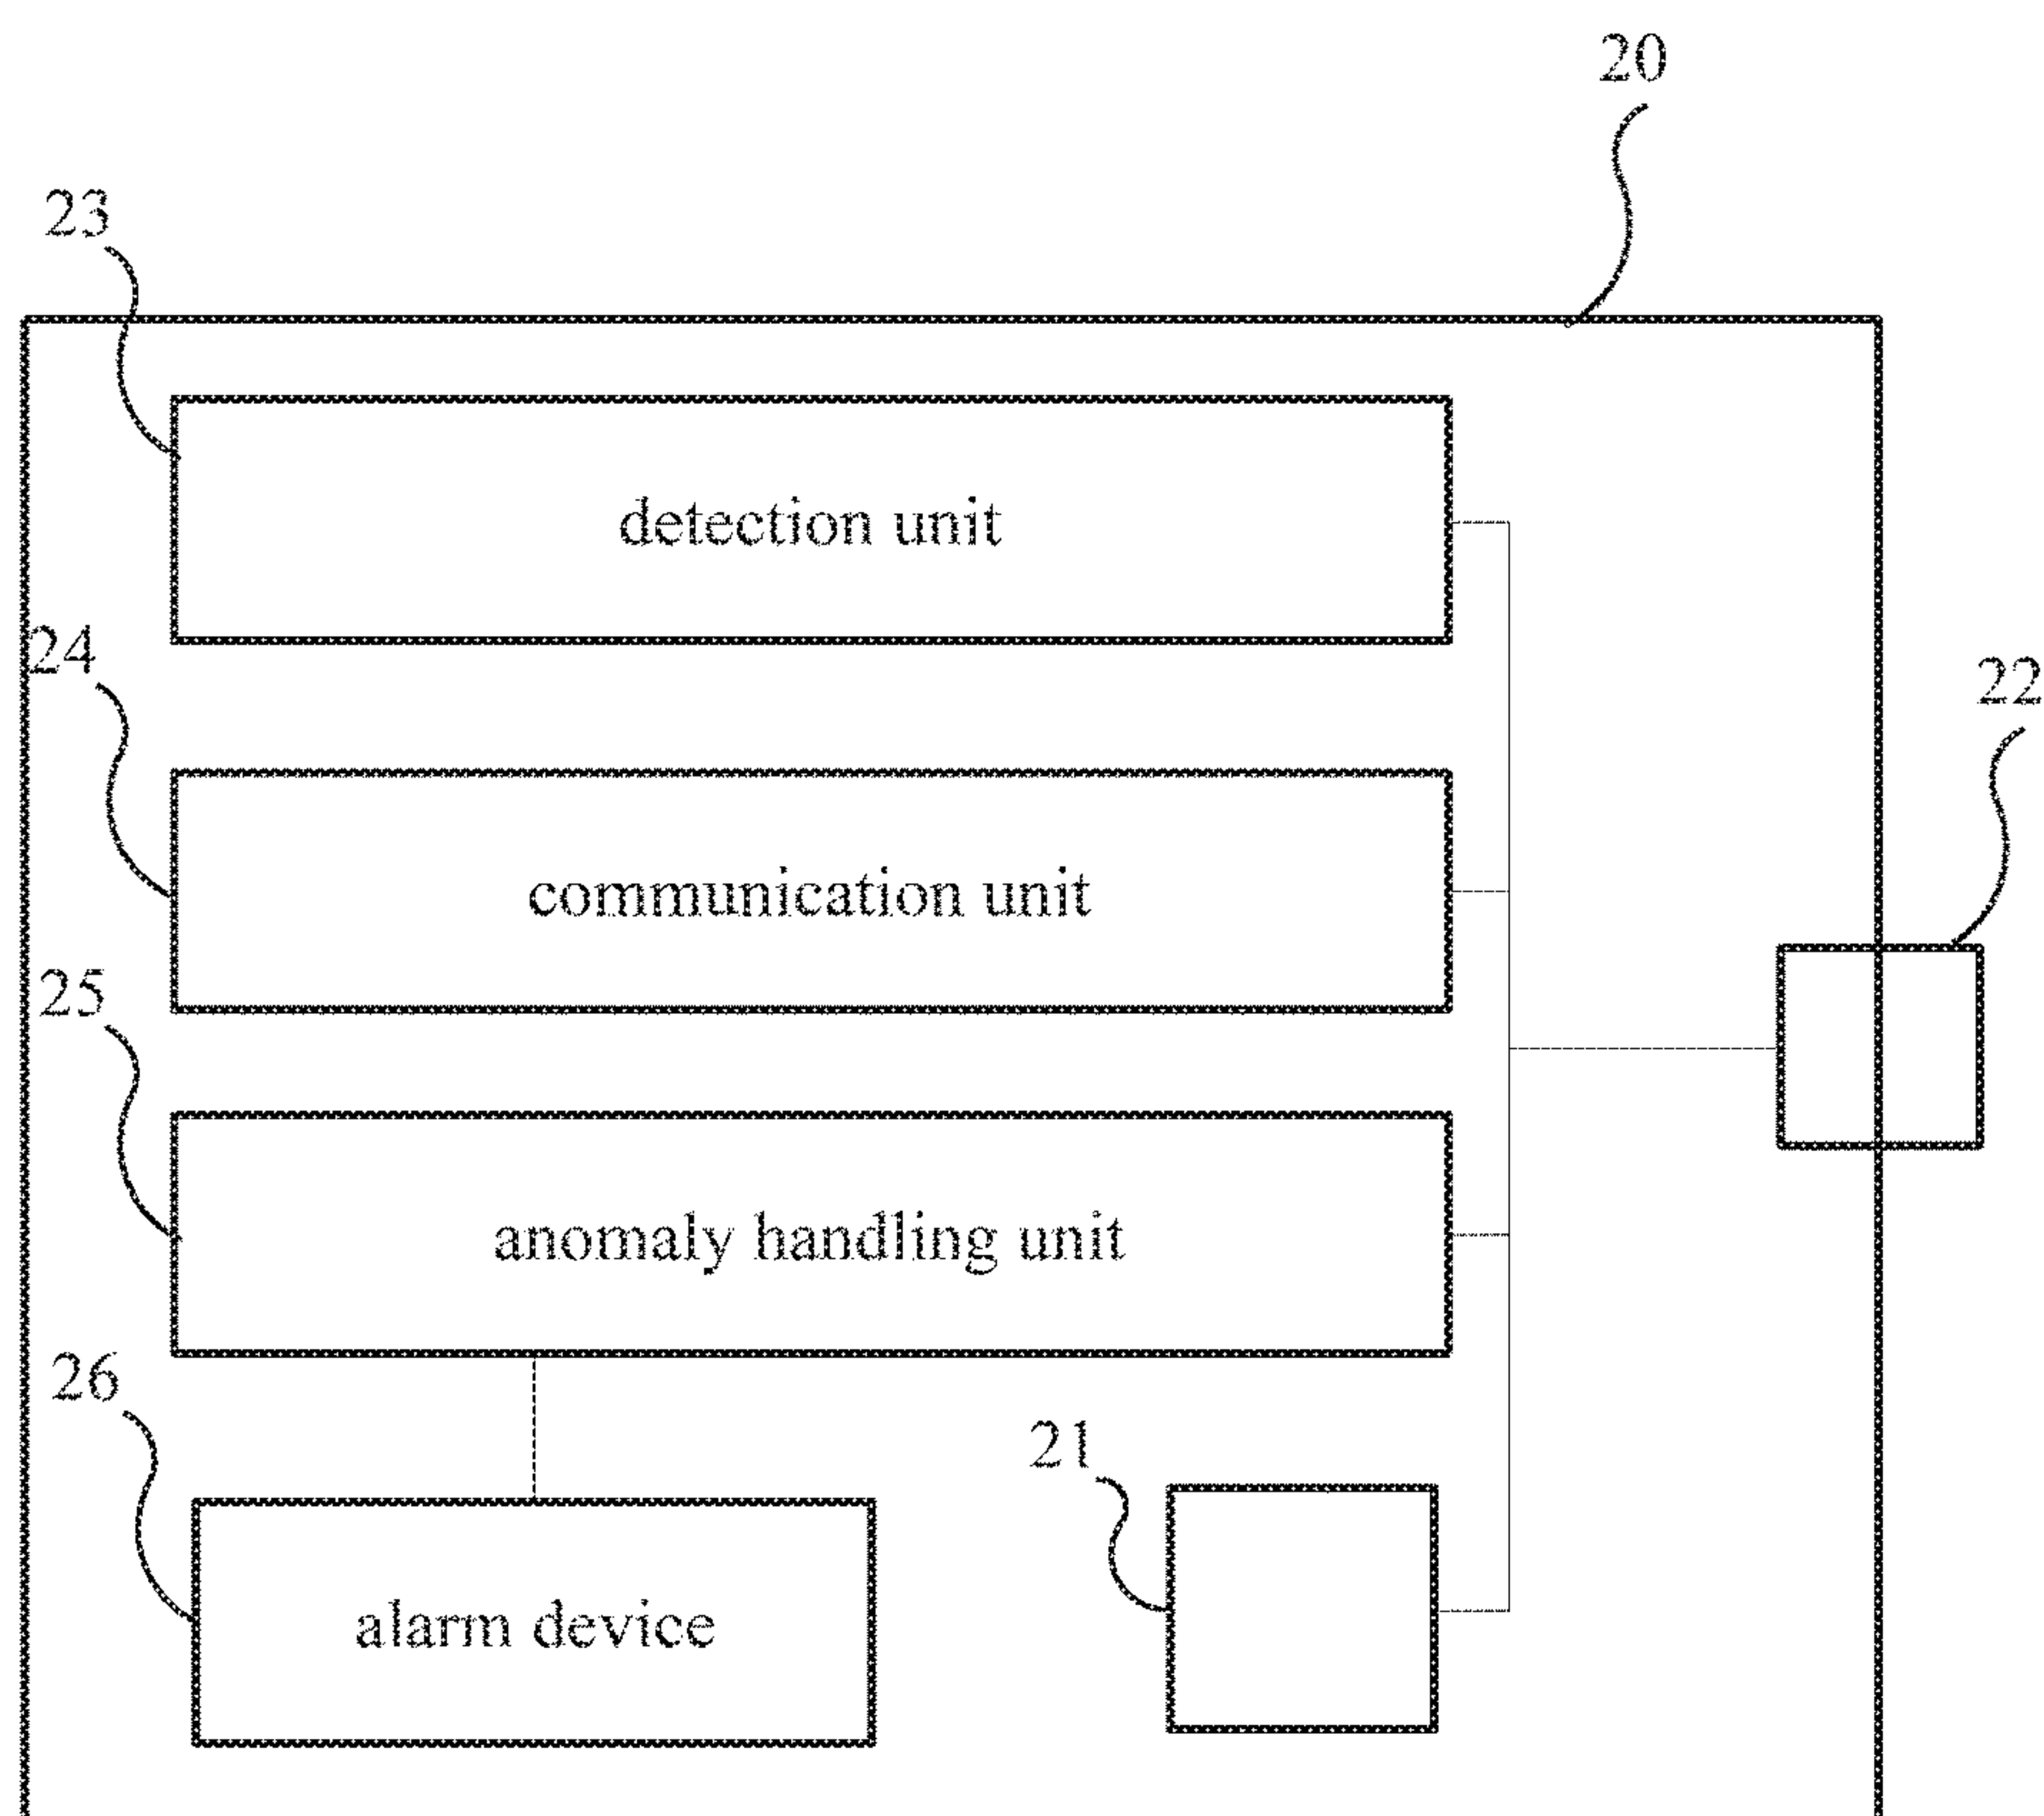 20
23
detection unit
24
22
communication unit
25
anomaly handling unit
26
21
alarm device